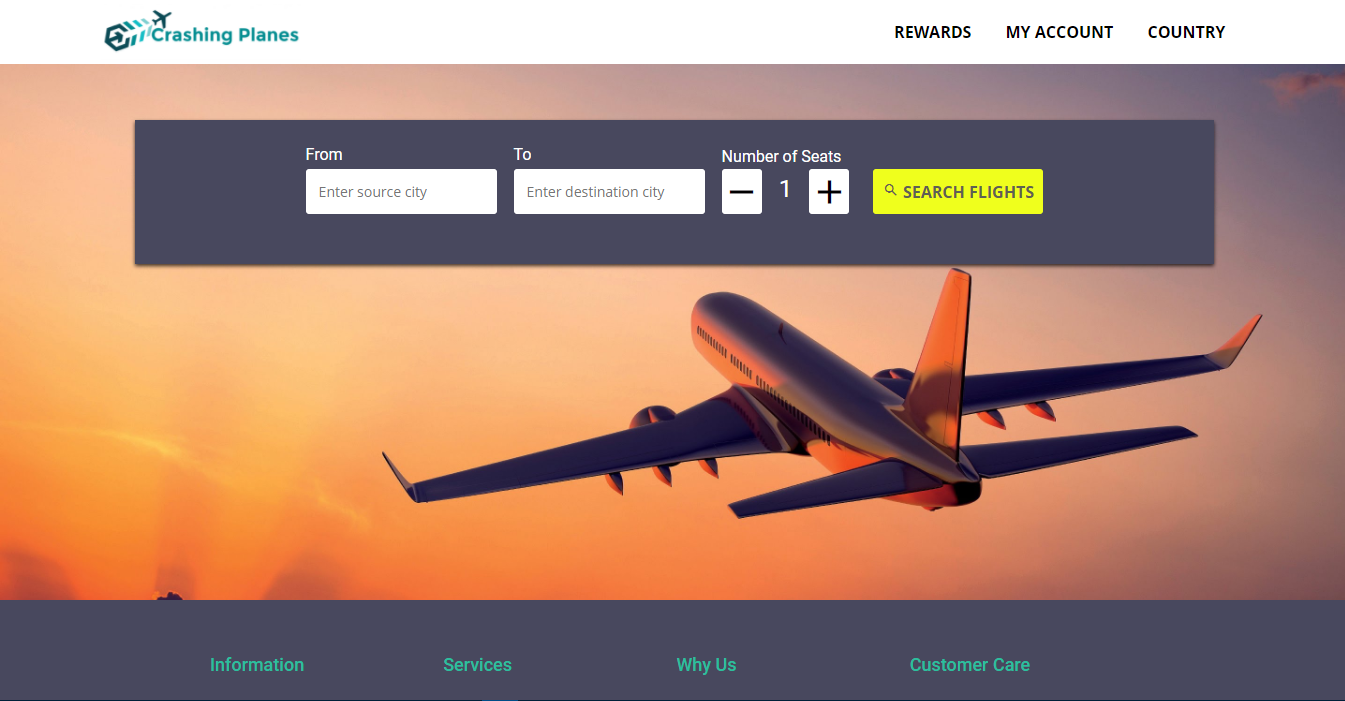 Crashing Planes
REWARDS MY ACCOUNT COUNTRY
From To Number of Seats
Enter source city Enter destination city 1 SEARCH FLIGHTS
Information Services Why Us Customer Care